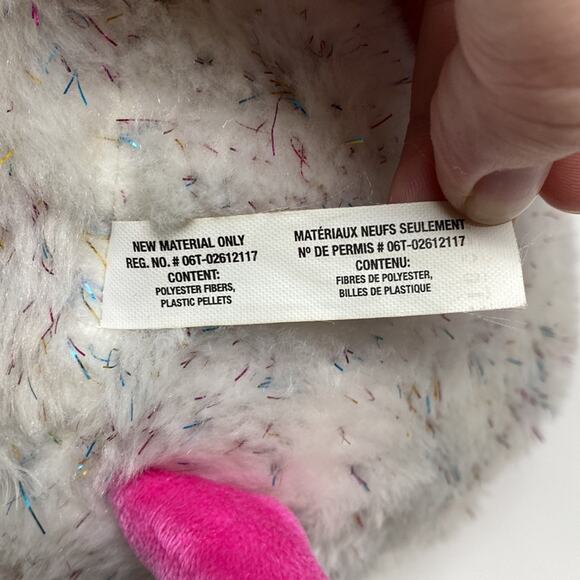 NEW MATERIAL ONLY
REG. NO. # 06T-02612117
CONTENT:
POLYESTER FIBERS,
PLASTIC PELLETS
MATÉRIAUX NEUFS SEULEMENT
Nº DE PERMIS # 06T-02612117
CONTENU:
FIBRES DE POLYESTER,
BILLES DE PLASTIQUE